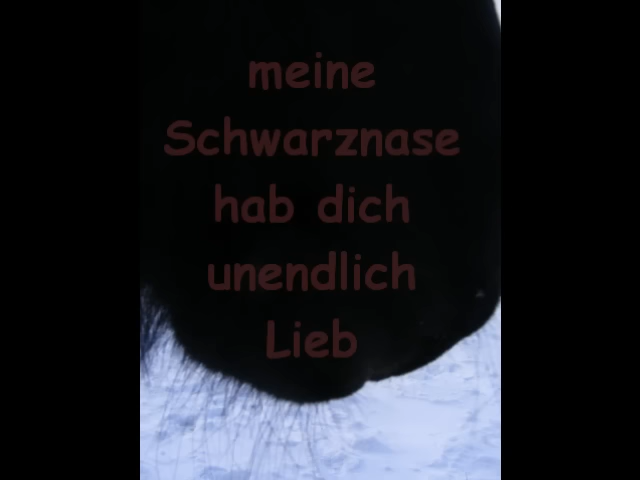 meine
Schwarznase
hab dich
unendlich
Lieb